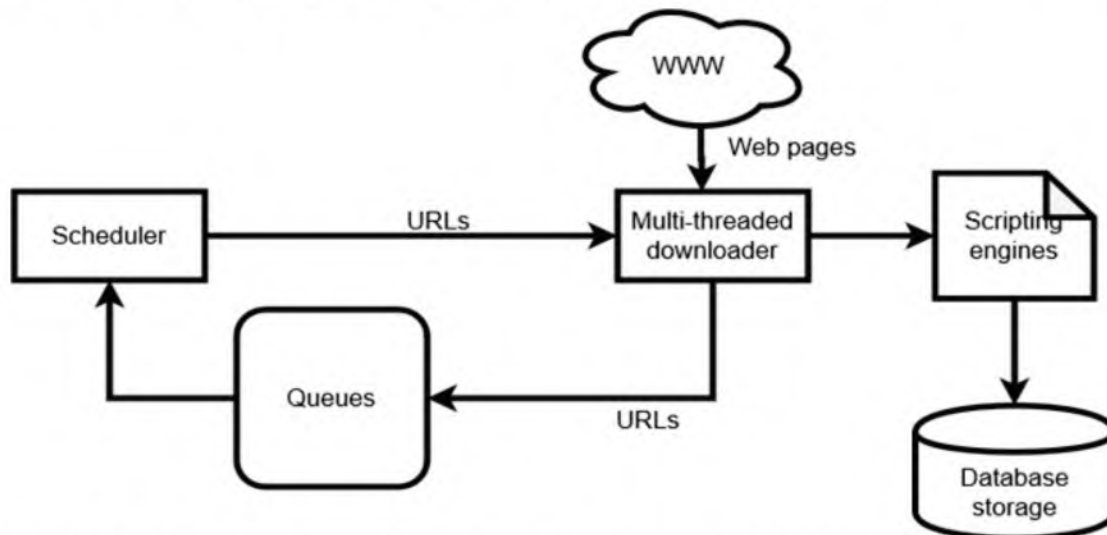 WWW
Web pages
Scheduler
URLs
Multi-threaded
downloader
Scripting
engines
Queues
URLs
Database
storage